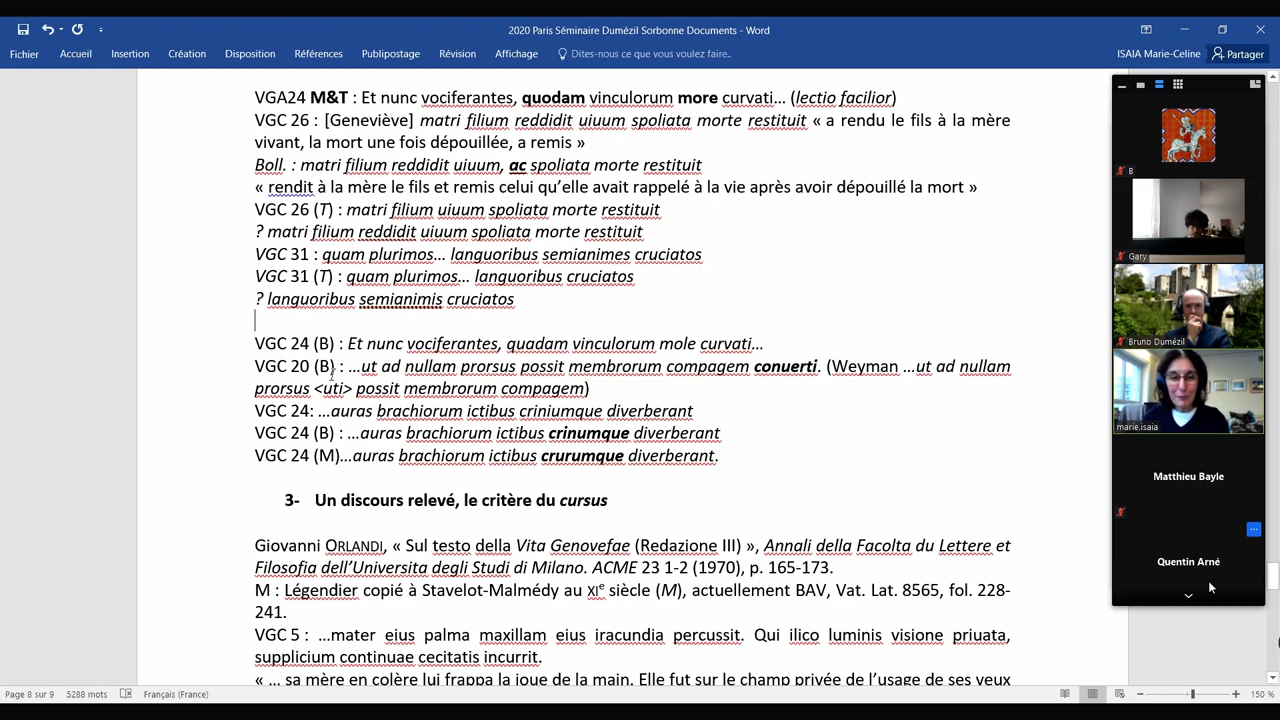 2020 Paris Séminaire Dumézil Sorbonne Documents - Word
Fichier Accueil Insertion Création Disposition Références Publipostage Révision Affichage Dites-nous ce que vous voulez faire.. ISAIA Marie-Celine Partager
VGA24 M&T : Et nunc vociferantes, quodam vinculorum more curvati… (lectio facilior)
VGC 26 : [Geneviève] matri filium reddidit uiuum spoliata morte restituit « a rendu le fils à la mère
vivant, la mort une fois dépouillée, a remis »
Boll. : matri filium reddidit uiuum, ac spoliata morte restituit
« rendit à la mère le fils et remis celui qu’elle avait rappelé à la vie après avoir dépouillé la mort »
VGC 26 (T) : matri filium uiuum spoliata morte restituit
? matri filium reddidit uiuum spoliata morte restituit
VGC 31 : quam plurimos… languoribus semianimes cruciatos
VGC 31 (T) : quam plurimos… languoribus cruciatos
? languoribus semianimis cruciatos
VGC 24 (B) : Et nunc vociferantes, quadam vinculorum mole curvati…
VGC 20 (B) : …ut ad nullam prorsus possit membrorum compagem conuerti. (Weyman …ut ad nullam
prorsus <uti> possit membrorum compagem)
VGC 24: …auras brachiorum ictibus criniumque diverberant
VGC 24 (B) : …auras brachiorum ictibus crinumque diverberant
VGC 24 (M)…auras brachiorum ictibus crurumque diverberant.
3- Un discours relevé, le critère du cursus
Giovanni ORLANDI, « Sul testo della Vita Genovefae (Redazione III) », Annali della Facolta du Lettere et
Filosofia dell’Universita degli Studi di Milano. ACME 23 1-2 (1970), p. 165-173.
M : Légendier copié à Stavelot-Malmédy au XIe siècle (M), actuellement BAV, Vat. Lat. 8565, fol. 228-
241.
VGC 5 : …mater eius palma maxillam eius iracundia percussit. Qui ilico luminis visione priuata,
supplicium continuae cecitatis incurrit.
« … sa mère en colère lui frappa la joue de la main. Elle fut sur le champ privée de l’usage de ses yeux
Page 8 sur 9 5288 mots Français (France) 150 %
B
Gary
Bruno Dumézil
marie.isaia
Matthieu Bayle
Quentin Arné